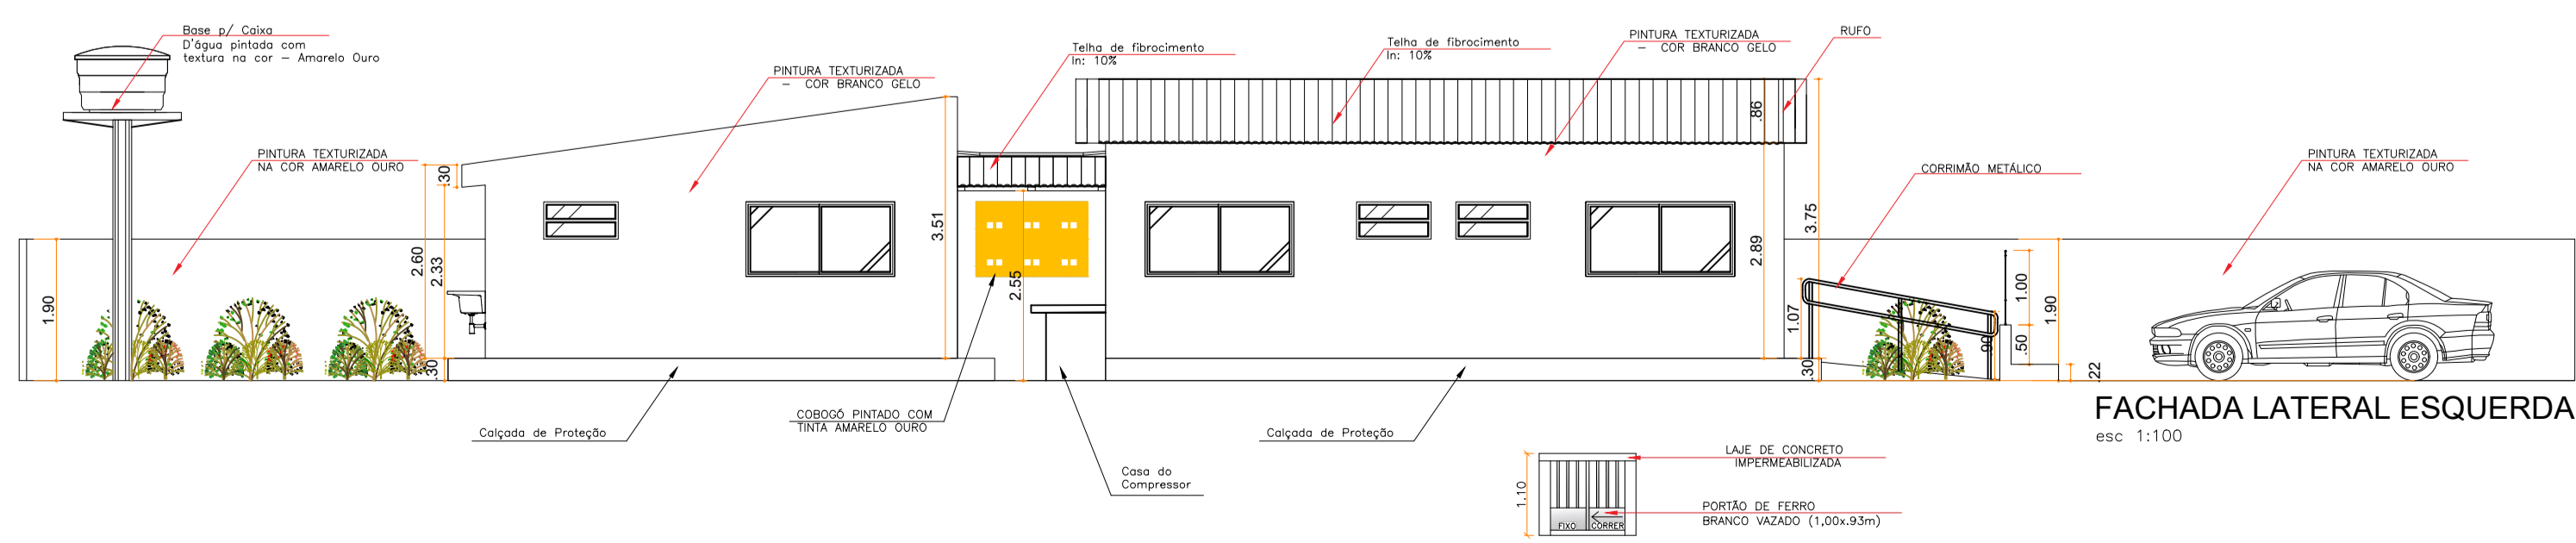 Base p/ Caixa
D'água pintada com
textura na cor – Amarelo Ouro
PINTURA TEXTURIZADA
NA COR AMARELO OURO
PINTURA TEXTURIZADA
– COR BRANCO GELO
Telha de fibrocimento
In: 10%
Telha de fibrocimento
In: 10%
PINTURA TEXTURIZADA
– COR BRANCO GELO
RUFO
CORRIMÃO METÁLICO
PINTURA TEXTURIZADA
NA COR AMARELO OURO
1.90
2.60
2.33
.30
.30
3.51
2.55
.86
2.89
3.75
1.07
.30
.90
1.00
.50
1.90
.22
Calçada de Proteção
COBOGÓ PINTADO COM
TINTA AMARELO OURO
Casa do
Compressor
Calçada de Proteção
FACHADA LATERAL ESQUERDA
esc 1:100
1.10
FIXO
CORRER
LAJE DE CONCRETO
IMPERMEABILIZADA
PORTÃO DE FERRO
BRANCO VAZADO (1,00x.93m)